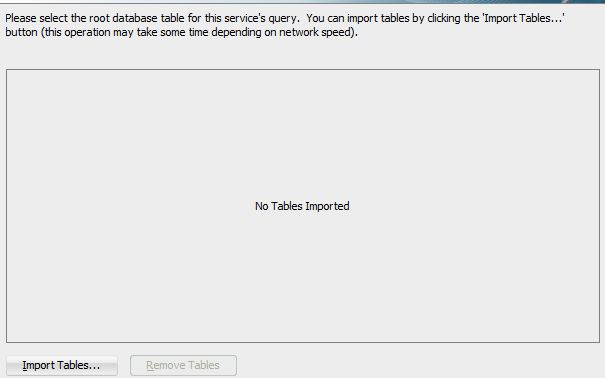 Please select the root database table for this service's query.  You can import tables by clicking the 'Import Tables...'
button (this operation may take some time depending on network speed).
No Tables Imported
Import Tables...
Remove Tables